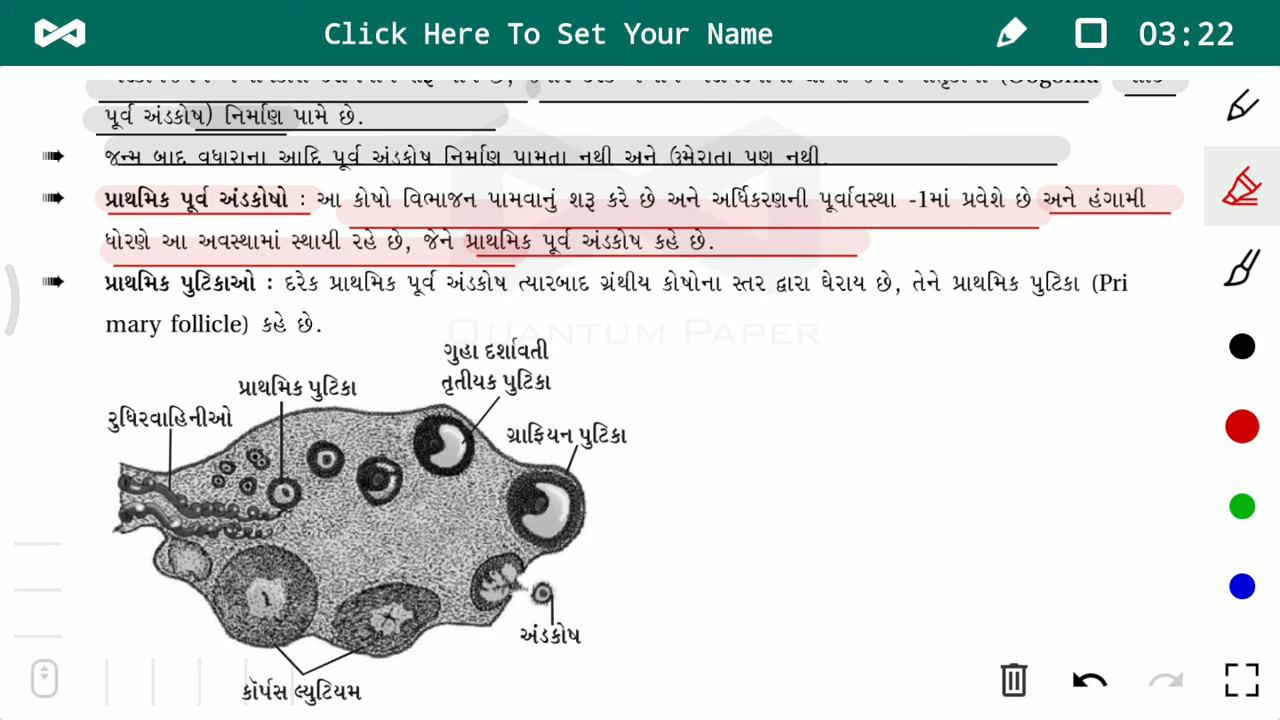 Click Here To Set Your Name
03:22
પૂર્વ અંડકોષ) નિર્માણ પામે છે.
જન્મ બાદ વધારાના આદિ પૂર્વ અંડકોષ નિર્માણ પામતા નથી અને ઉમેરાતા પણ નથી.
પ્રાથમિક પૂર્વ અંડકોષો : આ કોષો વિભાજન પામવાનું શરૂ કરે છે અને અર્ધિકરણની પૂર્વાવસ્થા -1માં પ્રવેશે છે અને હંગામી
ધોરણે આ અવસ્થામાં સ્થાયી રહે છે, જેને પ્રાથમિક પૂર્વ અંડકોષ કહે છે.
પ્રાથમિક પુટિકાઓ : દરેક પ્રાથમિક પૂર્વ અંડકોષ ત્યારબાદ ગ્રંથીય કોષોના સ્તર દ્વારા ઘેરાય છે, તેને પ્રાથમિક પુટિકા (Pri
mary follicle) કહે છે.
QUANTUM PAPER
ગુહા દર્શાવતી
તૃતીયક પુટિકા
પ્રાથમિક પુટિકા
રુધિરવાહિનીઓ
ગ્રાફિયન પુટિકા
અંડકોષ
કૉર્પસ લ્યુટિયમ